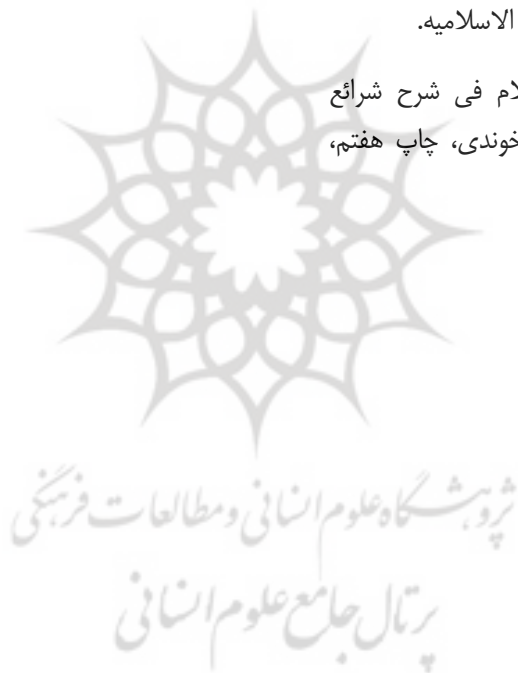 الاسلامیه.
لام فی شرح شرائع
خوندی، چاپ هفتم،
پژوهشگاه علوم انسانی و مطالعات فرهنگی
پرتال جامع علوم انسانی